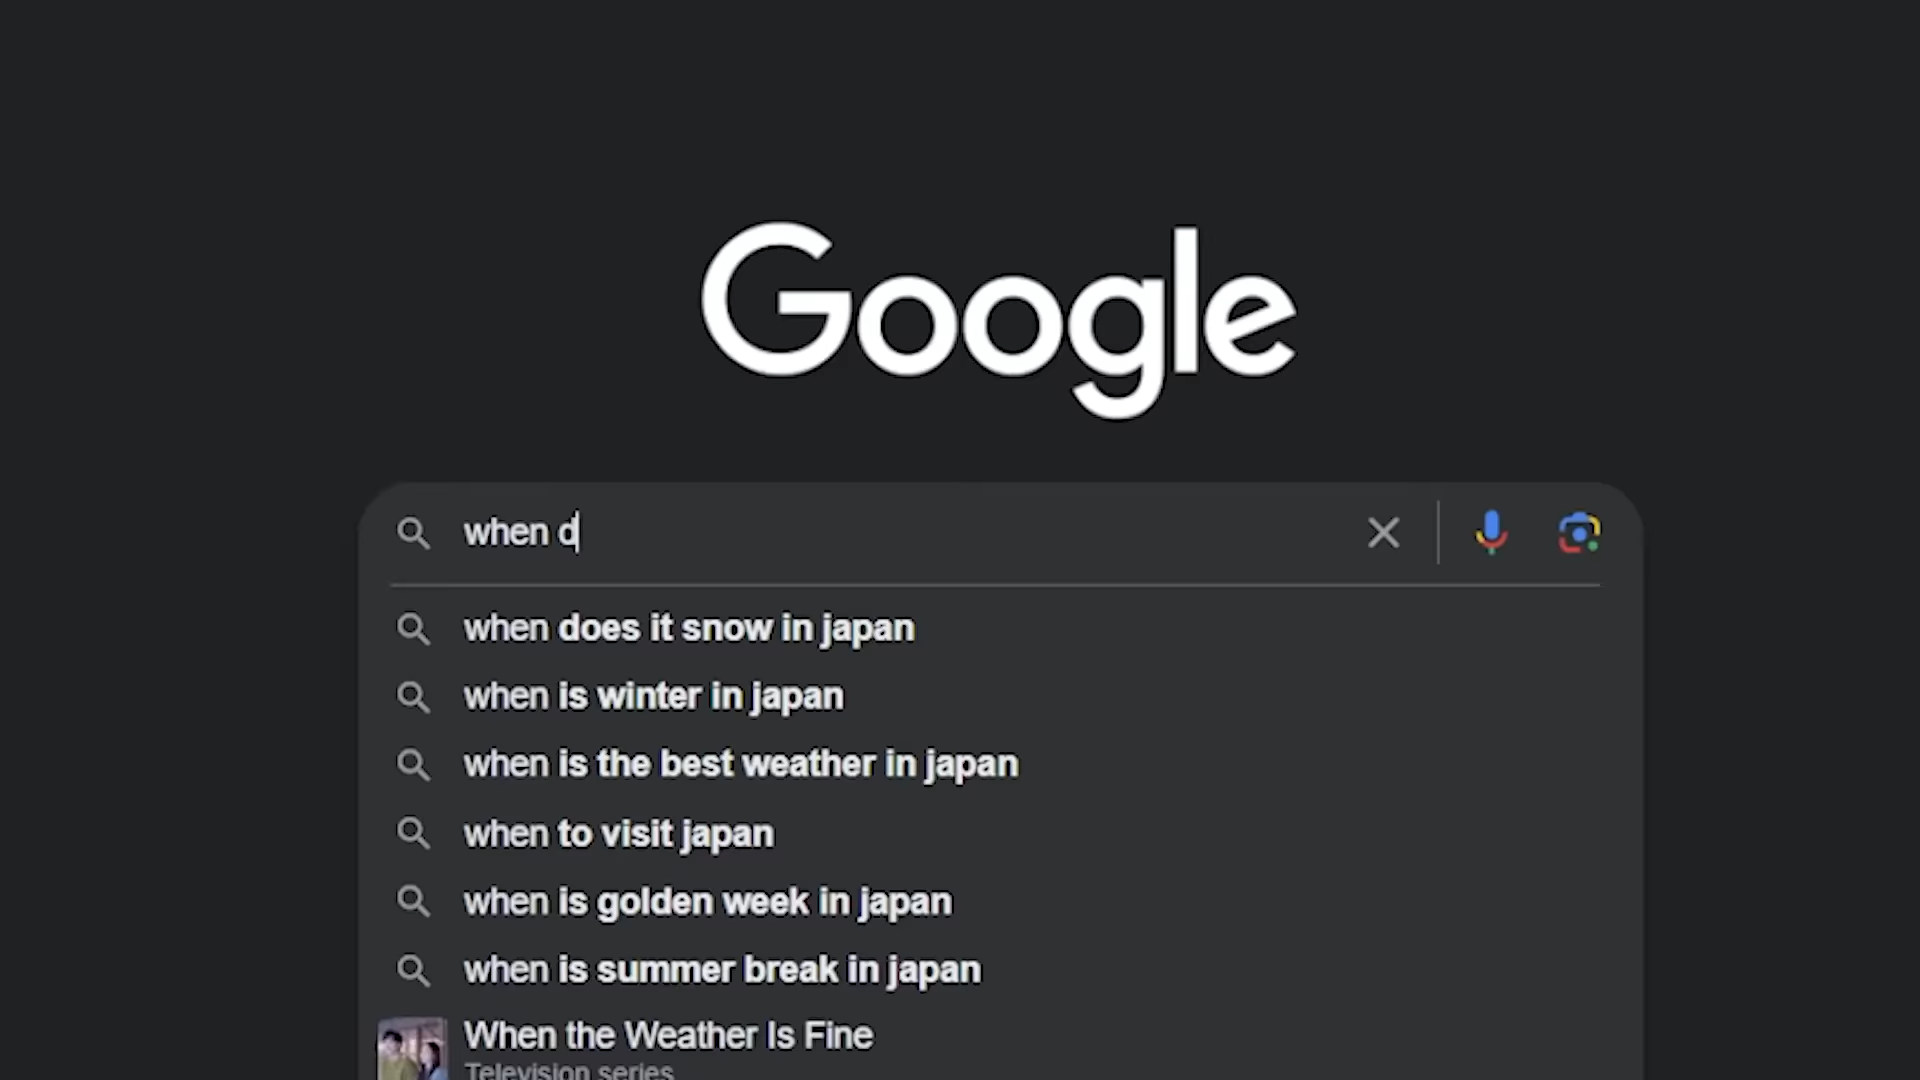 Google
when d
when does it snow in japan
when is winter in japan
when is the best weather in japan
when to visit japan
when is golden week in japan
when is summer break in japan
When the Weather Is Fine
Television series